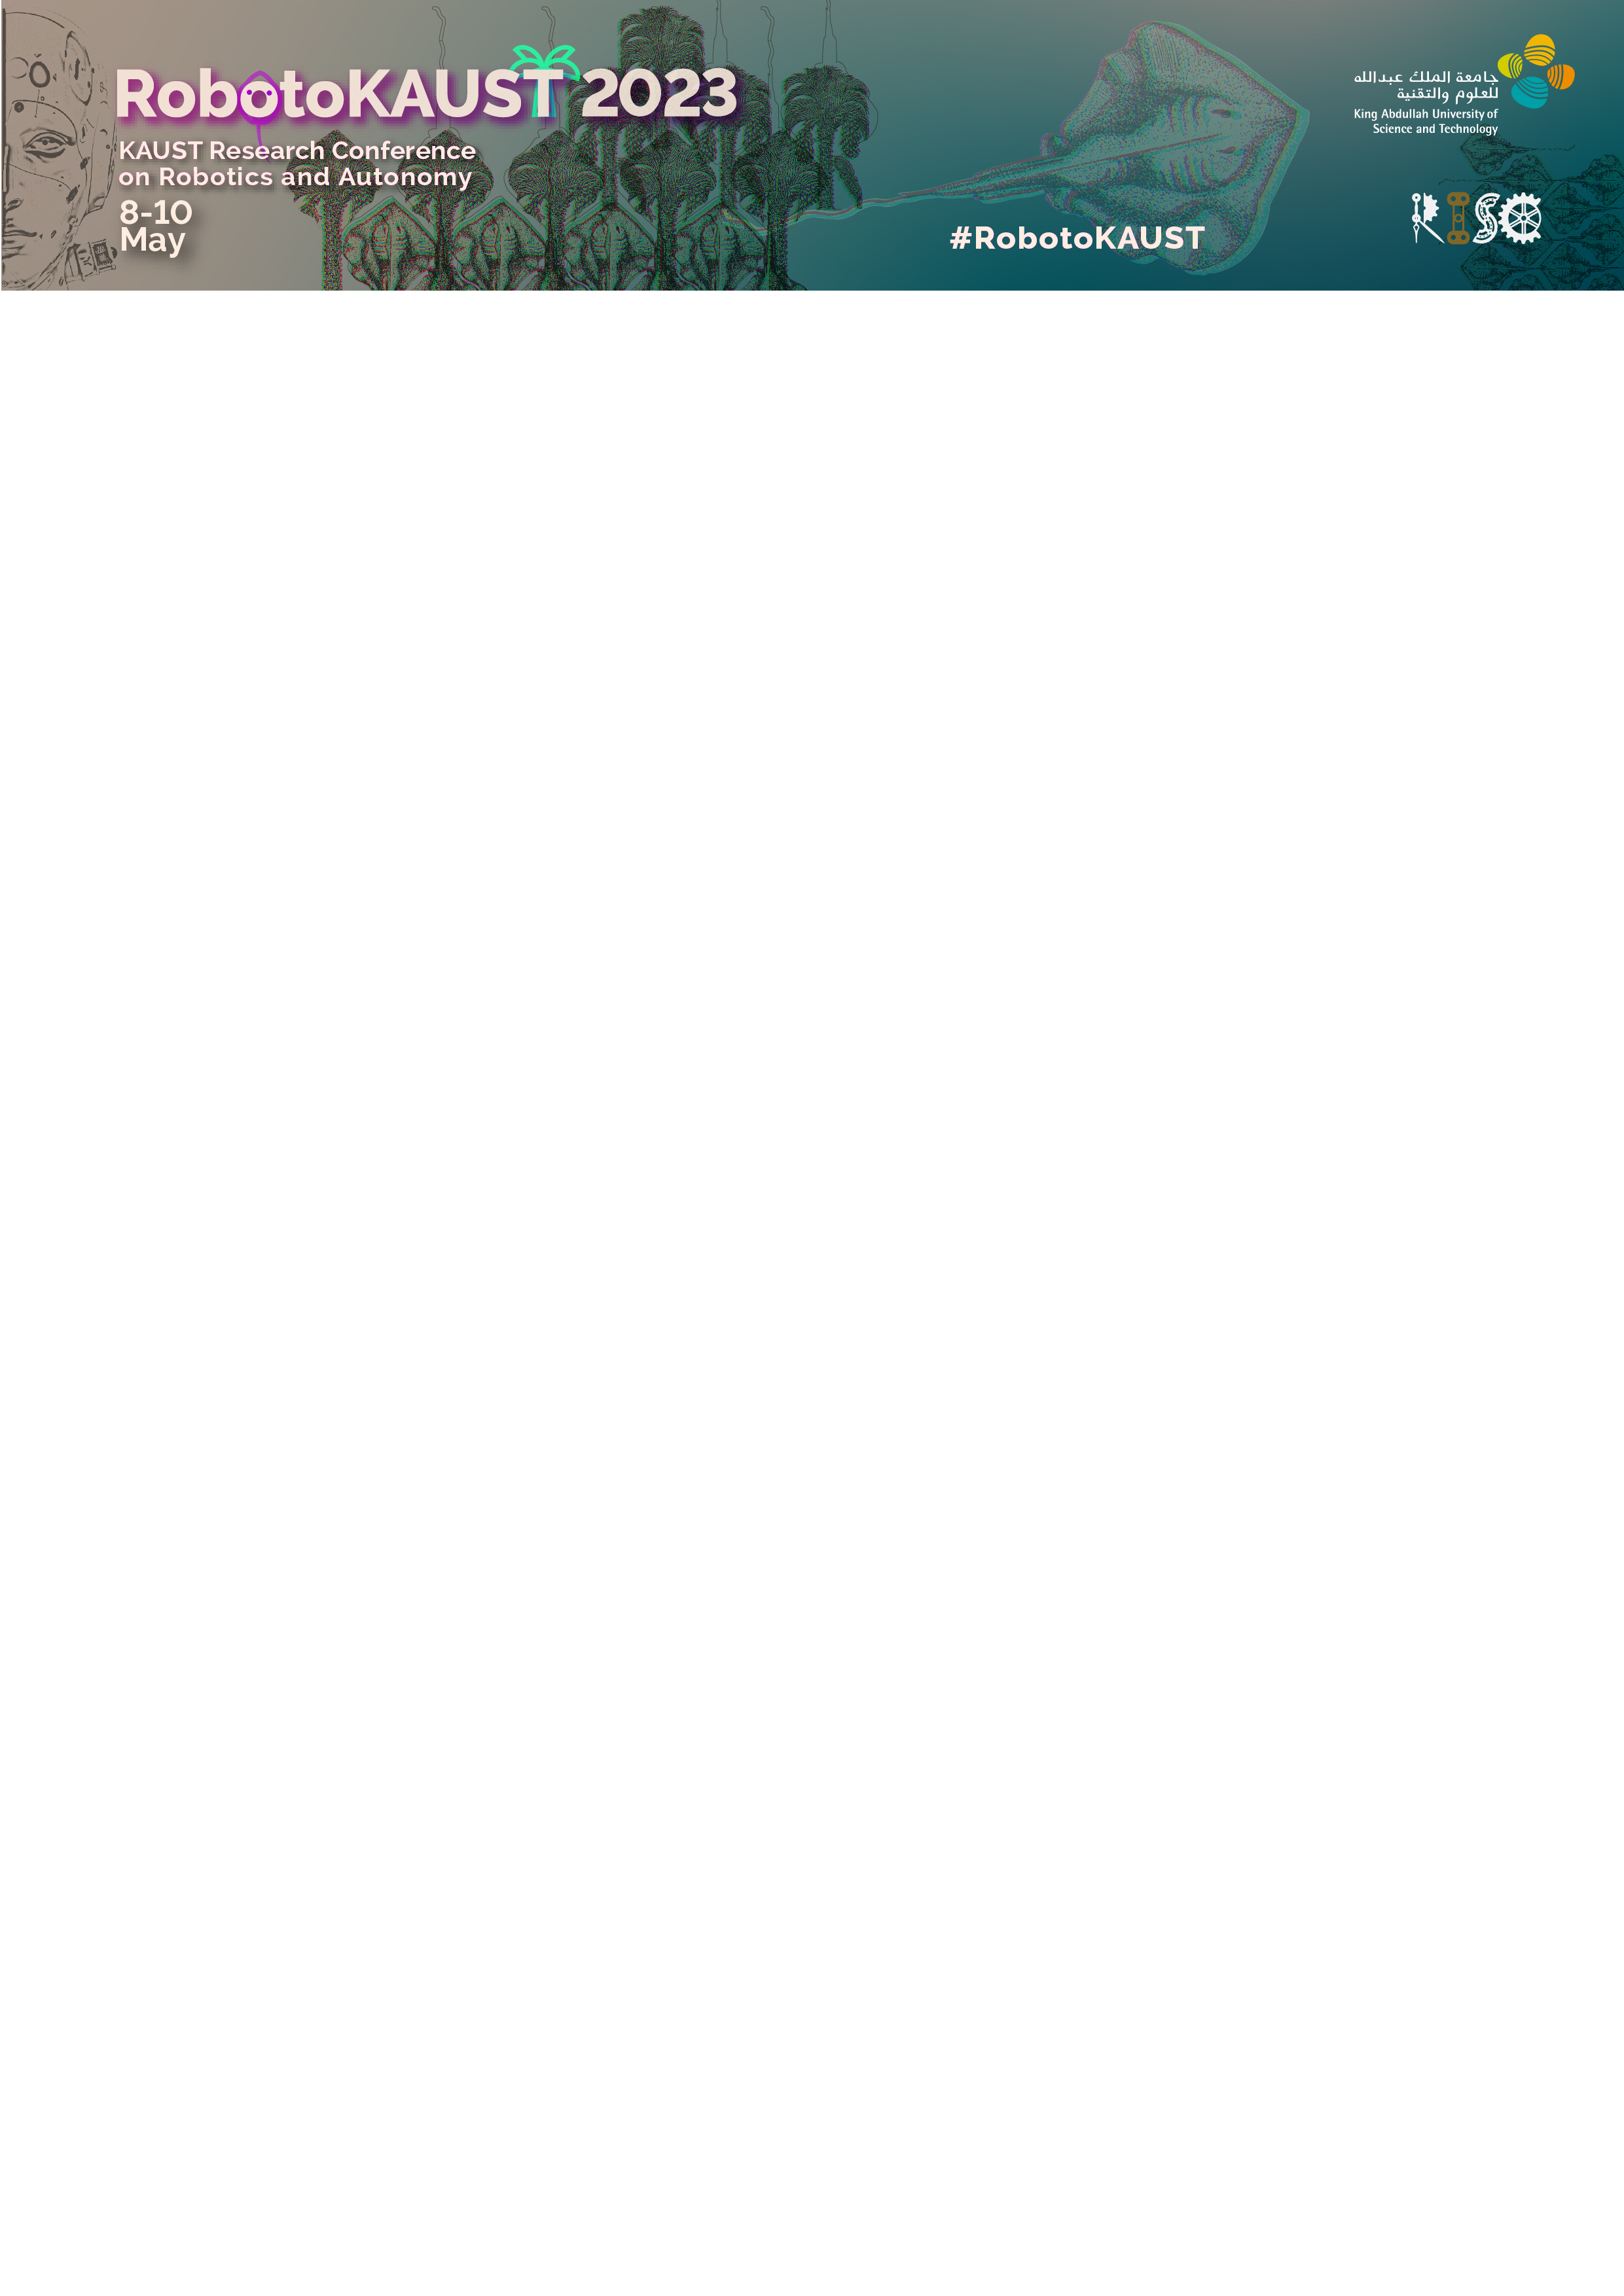 RobotoKAUST 2023
KAUST Research Conference
on Robotics and Autonomy
8-10
May
#RobotoKAUST
جامعة الملك عبدالله
للعلوم والتقنية
King Abdullah University of
Science and Technology
RISC